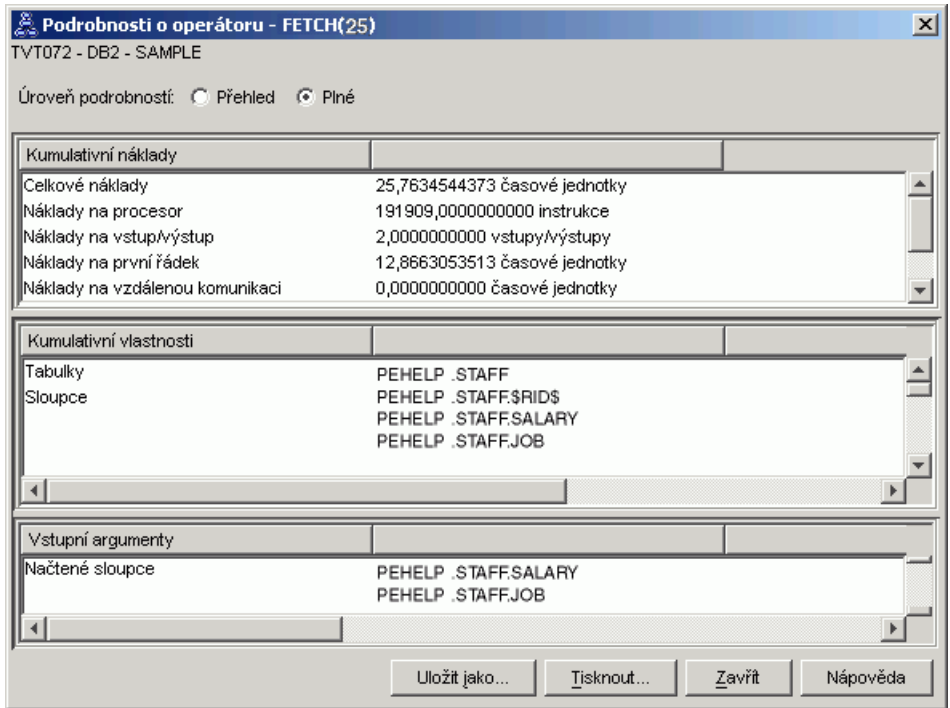 Podrobnosti o operátoru - FETCH(25)
TVT072 - DB2 - SAMPLE
Úroveň podrobností: Přehled Plné
Kumulativní náklady
Celkové náklady 25,7634544373 časové jednotky
Náklady na procesor 191909,0000000000 instrukce
Náklady na vstup/výstup 2,0000000000 vstupy/výstupy
Náklady na první řádek 12,8663053513 časové jednotky
Náklady na vzdálenou komunikaci 0,0000000000 časové jednotky
Kumulativní vlastnosti
Tabulky PEHELP .STAFF
Sloupce PEHELP .STAFF.$RID$
PEHELP .STAFF.SALARY
PEHELP .STAFF.JOB
Vstupní argumenty
Načtené sloupce PEHELP .STAFF.SALARY
PEHELP .STAFF.JOB
Uložit jako... Tisknout... Zavřít Nápověda